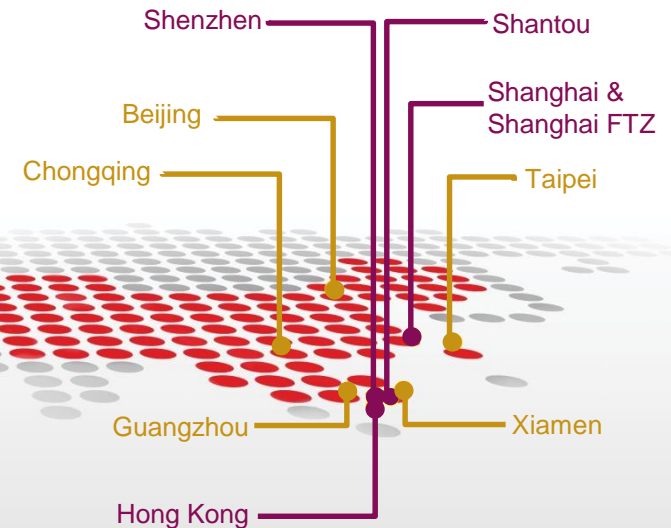 Shenzhen
Shantou
Shanghai &
Shanghai FTZ
Beijing
Chongqing
Taipei
Guangzhou
Xiamen
Hong Kong